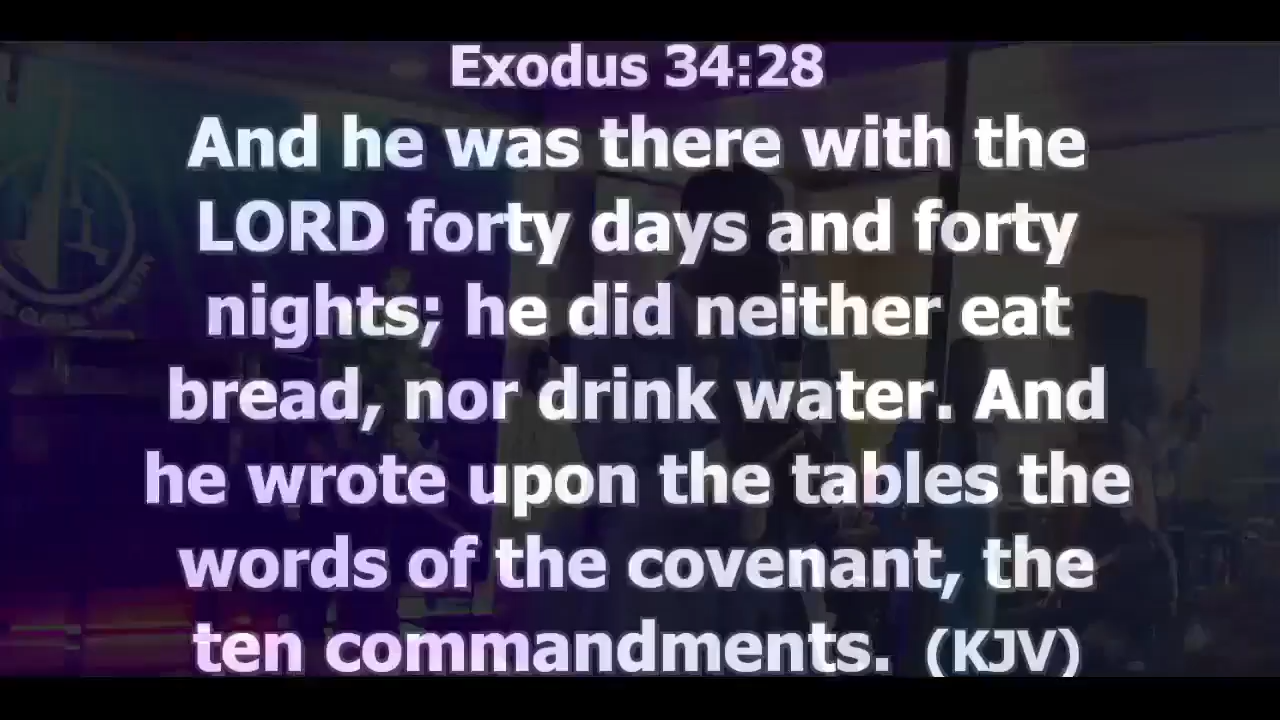 Exodus 34:28
And he was there with the
LORD forty days and forty
nights; he did neither eat
bread, nor drink water. And
he wrote upon the tables the
words of the covenant, the
ten commandments. (KJV)